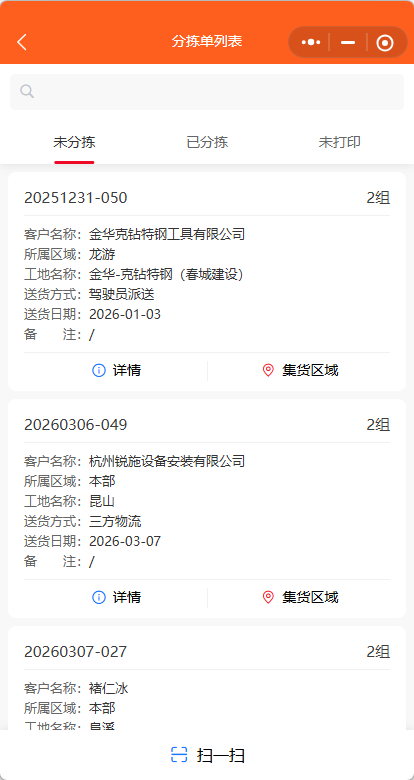 分拣单列表
未分拣 已分拣 未打印
20251231-050 2组
客户名称：金华克钻特钢工具有限公司
所属区域：龙游
工地名称：金华-克钻特钢（春城建设）
送货方式：驾驶员派送
送货日期：2026-01-03
备 注：/
详情 集货区域
20260306-049 2组
客户名称：杭州锐施设备安装有限公司
所属区域：本部
工地名称：昆山
送货方式：三方物流
送货日期：2026-03-07
备 注：/
详情 集货区域
20260307-027 2组
客户名称：褚仁冰
所属区域：本部
工地名称：
扫一扫